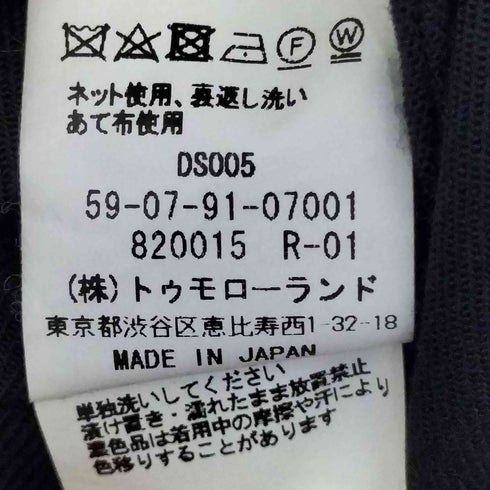 F W
ネット使用、裏返し洗い
あて布使用
DS005
59-07-91-07001
820015 R-01
(株)トゥモローランド
東京都渋谷区恵比寿西1-32-18
MADE IN JAPAN
単独洗いしてください
漬け置き・濡れたまま放置禁止
濃色品は着用中の摩擦や汗により
色移りすることがあります